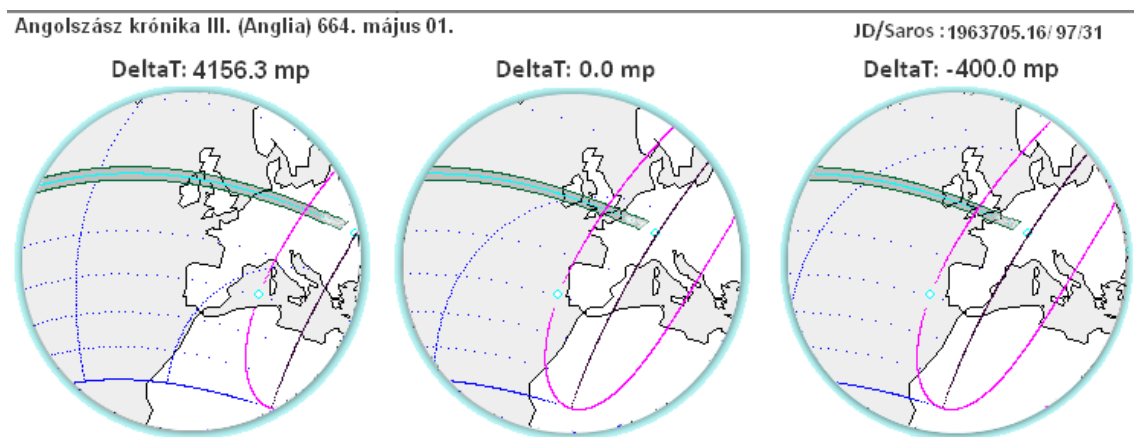 Angolszász krónika III. (Anglia) 664. május 01.
JD/Saros :1963705.16/ 97/31
DeltaT: 4156.3 mp
DeltaT: 0.0 mp
DeltaT: -400.0 mp